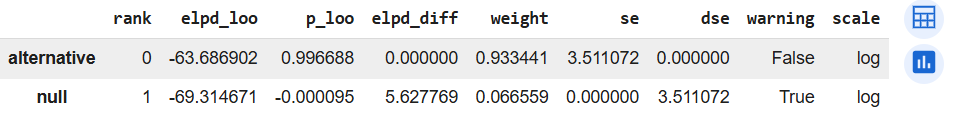 rank elpd_loo p_loo elpd_diff weight se dse warning scale
alternative 0 -63.686902 0.996688 0.000000 0.933441 3.511072 0.000000 False log
null 1 -69.314671 -0.000095 5.627769 0.066559 0.000000 3.511072 True log